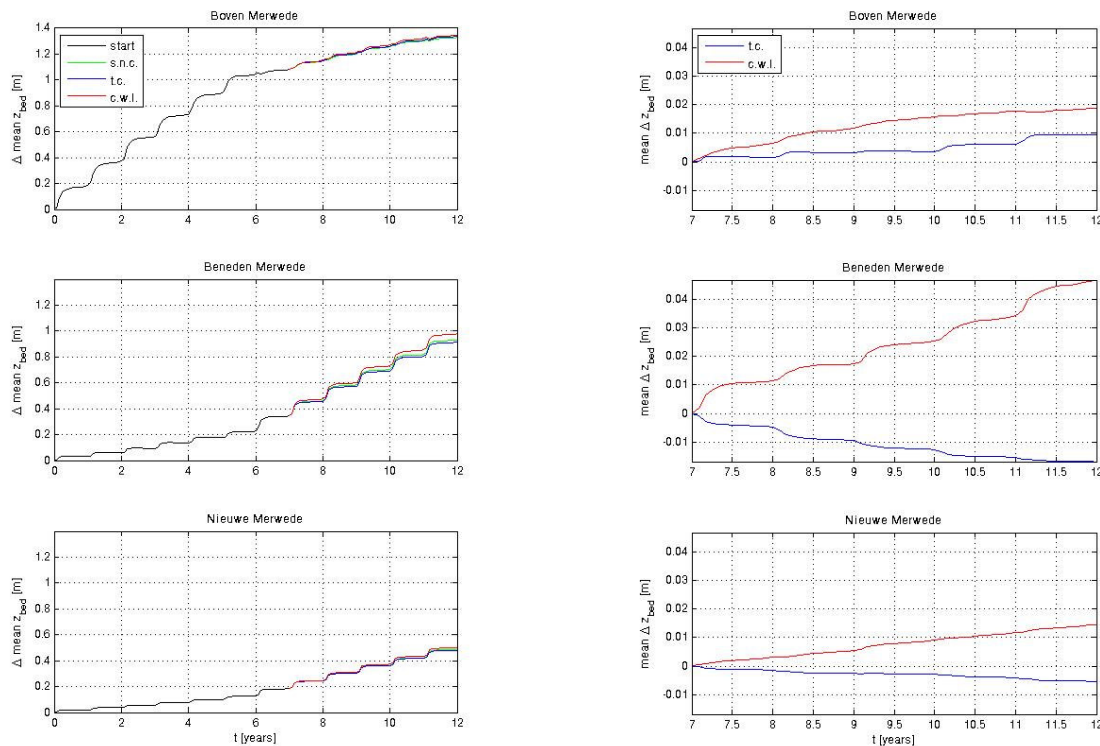 Boven Merwede
Δ mean z_bed [m]
1.4
1.2
1
0.8
0.6
0.4
0.2
0
start
s.n.c.
t.c.
c.w.l.
0 2 4 6 8 10 12
Boven Merwede
mean Δ z_bed [m]
0.04
0.03
0.02
0.01
0
-0.01
t.c.
c.w.l.
7 7.5 8 8.5 9 9.5 10 10.5 11 11.5 12
Beneden Merwede
Δ mean z_bed [m]
1.2
1
0.8
0.6
0.4
0.2
0
0 2 4 6 8 10 12
Beneden Merwede
mean Δ z_bed [m]
0.04
0.03
0.02
0.01
0
-0.01
7 7.5 8 8.5 9 9.5 10 10.5 11 11.5 12
Nieuwe Merwede
Δ mean z_bed [m]
1.2
1
0.8
0.6
0.4
0.2
0
0 2 4 6 8 10 12
t [years]
Nieuwe Merwede
mean Δ z_bed [m]
0.04
0.03
0.02
0.01
0
-0.01
7 7.5 8 8.5 9 9.5 10 10.5 11 11.5 12
t [years]